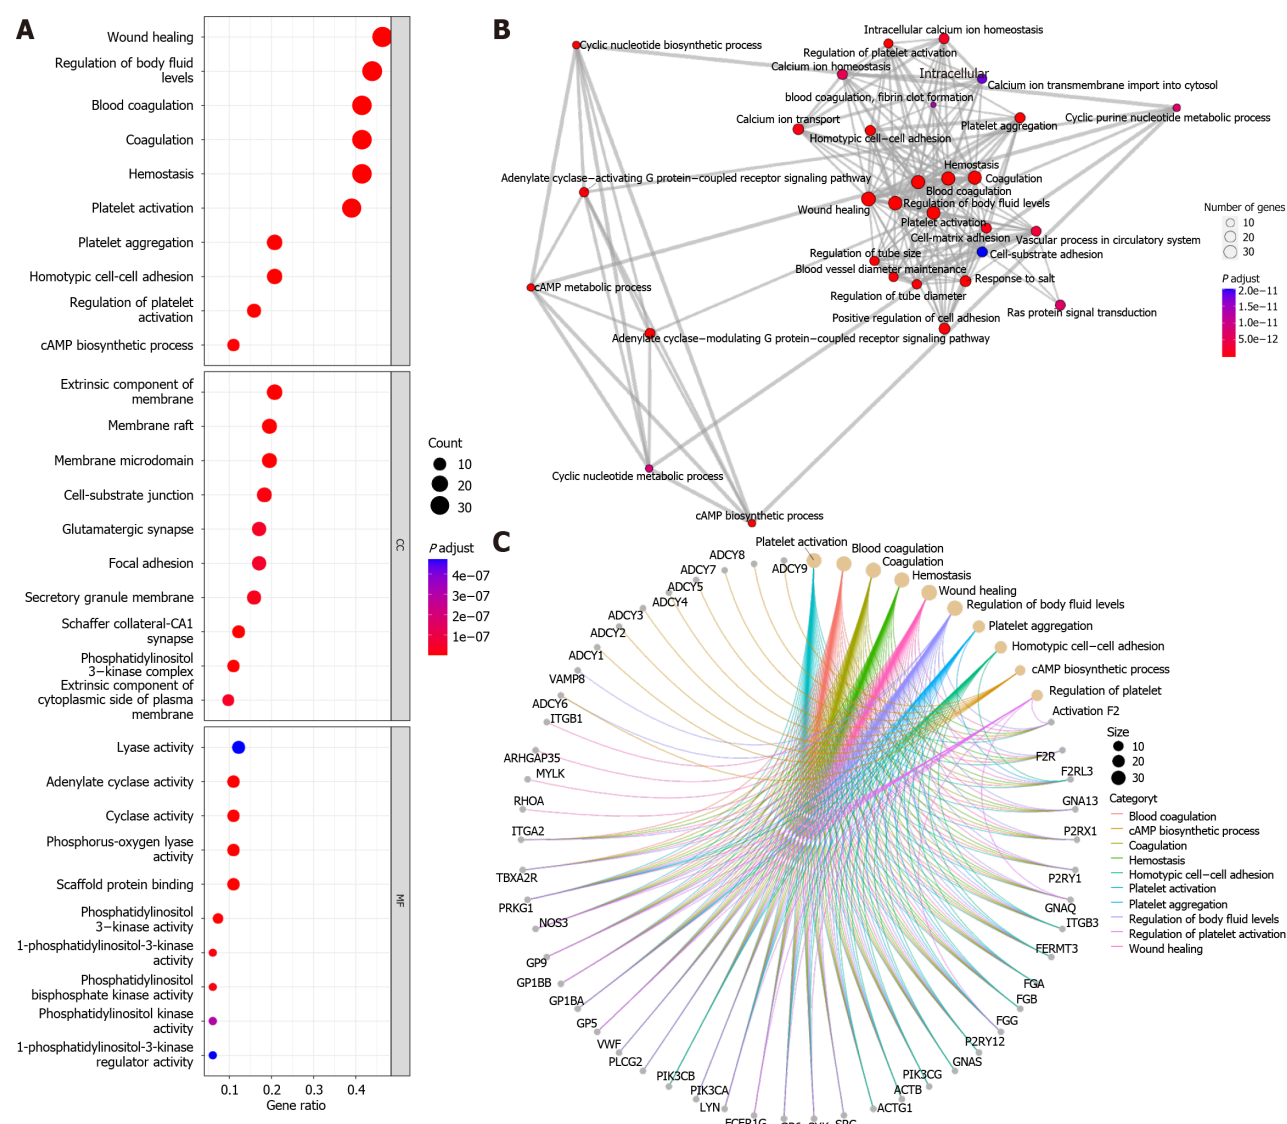 A
Wound healing
Regulation of body fluid
levels
Blood coagulation
Coagulation
Hemostasis
Platelet activation
Platelet aggregation
Homotypic cell-cell adhesion
Regulation of platelet
activation
cAMP biosynthetic process
CC
Extrinsic component of
membrane
Membrane raft
Membrane microdomain
Cell-substrate junction
Glutamatergic synapse
Focal adhesion
Secretory granule membrane
Schaffer collateral-CA1
synapse
Phosphatidylinositol
3−kinase complex
Extrinsic component of
cytoplasmic side of plasma
membrane
CC
Lyase activity
Adenylate cyclase activity
Cyclase activity
Phosphorus-oxygen lyase
activity
Scaffold protein binding
Phosphatidylinositol
3−kinase activity
1-phosphatidylinositol-3-kinase
activity
Phosphatidylinositol
bisphosphate kinase activity
Phosphatidylinositol kinase
activity
1-phosphatidylinositol-3-kinase
regulator activity
MF
0.1 0.2 0.3 0.4
Gene ratio
Count
10
20
30
P adjust
4e−07
3e−07
2e−07
1e−07
B
Cyclic nucleotide biosynthetic process
Intracellular calcium ion homeostasis
Regulation of platelet activation
Calcium ion homeostasis
Intracellular
Calcium ion transmembrane import into cytosol
blood coagulation, fibrin clot formation
Calcium ion transport
Platelet aggregation
Cyclic purine nucleotide metabolic process
Homotypic cell−cell adhesion
Hemostasis
Adenylate cyclase−activating G protein−coupled receptor signaling pathway
Coagulation
Blood coagulation
Wound healing
Regulation of body fluid levels
Platelet activation
Cell-matrix adhesion
Vascular process in circulatory system
Regulation of tube size
Cell-substrate adhesion
Blood vessel diameter maintenance
Response to salt
cAMP metabolic process
Regulation of tube diameter
Ras protein signal transduction
Positive regulation of cell adhesion
Adenylate cyclase−modulating G protein−coupled receptor signaling pathway
Cyclic nucleotide metabolic process
cAMP biosynthetic process
Number of genes
10
20
30
P adjust
2.0e−11
1.5e−11
1.0e−11
5.0e−12
C
Platelet activation
Blood coagulation
Coagulation
Hemostasis
Wound healing
Regulation of body fluid levels
Platelet aggregation
Homotypic cell−cell adhesion
cAMP biosynthetic process
Regulation of platelet
Activation F2
F2R
F2RL3
GNA13
P2RX1
P2RY1
GNAQ
ITGB3
FERMT3
FGA
FGB
FGG
P2RY12
GNAS
PIK3CG
ACTB
ACTG1
SRC
FCER1G
LYN
PIK3CA
PIK3CB
PLCG2
VWF
GP5
GP1BA
GP1BB
GP9
NOS3
PRKG1
TBXA2R
ITGA2
RHOA
MYLK
ARHGAP35
ITGB1
ADCY6
VAMP8
ADCY1
ADCY2
ADCY3
ADCY4
ADCY5
ADCY7
ADCY8
ADCY9
Size
10
20
30
Categoryt
Blood coagulation
cAMP biosynthetic process
Coagulation
Hemostasis
Homotypic cell−cell adhesion
Platelet activation
Platelet aggregation
Regulation of body fluid levels
Regulation of platelet activation
Wound healing